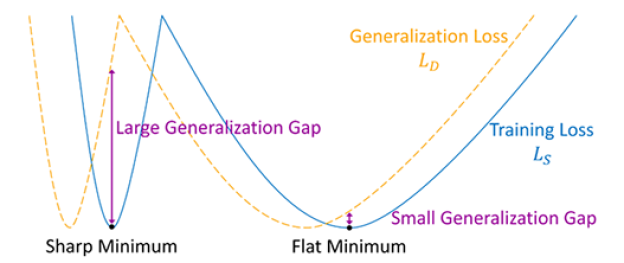 Generalization Loss
L_D
Large Generalization Gap
Training Loss
L_S
Small Generalization Gap
Sharp Minimum
Flat Minimum